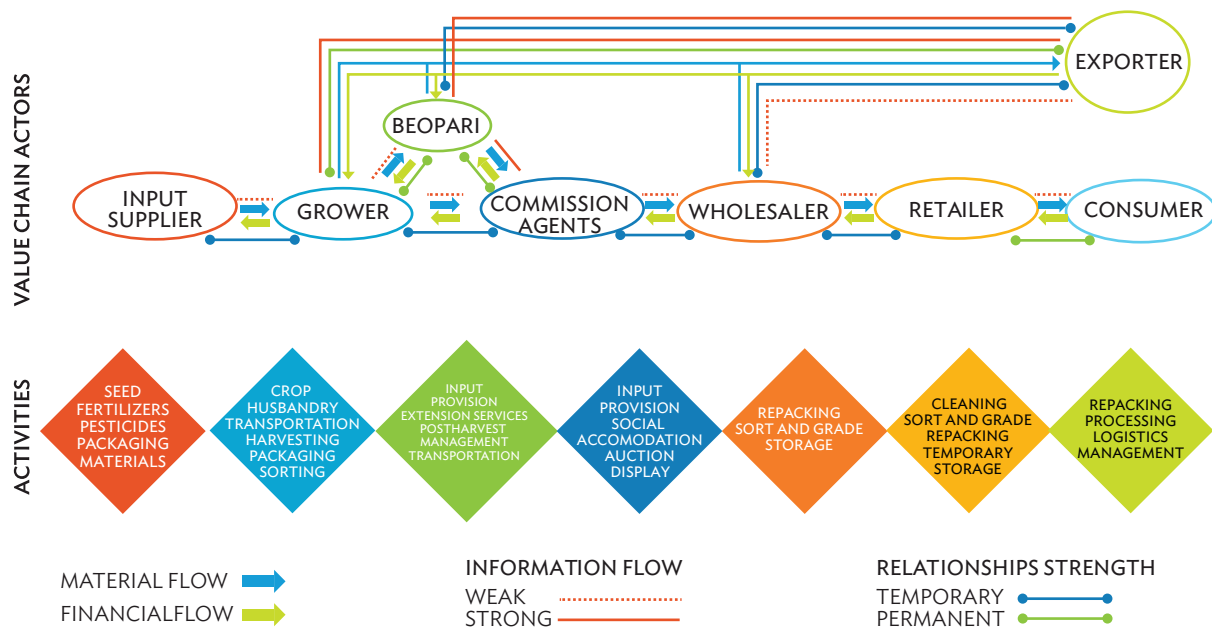 VALUE CHAIN ACTORS
EXPORTER
BEOPARI
INPUT
SUPPLIER
GROWER
COMMISSION
AGENTS
WHOLESALER
RETAILER
CONSUMER
ACTIVITIES
SEED
FERTILIZERS
PESTICIDES
PACKAGING
MATERIALS
CROP
HUSBANDRY
TRANSPORTATION
HARVESTING
PACKAGING
SORTING
INPUT
PROVISION
EXTENSION SERVICES
POSTHARVEST
MANAGEMENT
TRANSPORTATION
INPUT
PROVISION
SOCIAL
ACCOMODATION
AUCTION
DISPLAY
REPACKING
SORT AND GRADE
STORAGE
CLEANING
SORT AND GRADE
REPACKING
TEMPORARY
STORAGE
REPACKING
PROCESSING
LOGISTICS
MANAGEMENT
MATERIAL FLOW
FINANCIALFLOW
INFORMATION FLOW
WEAK
STRONG
RELATIONSHIPS STRENGTH
TEMPORARY
PERMANENT